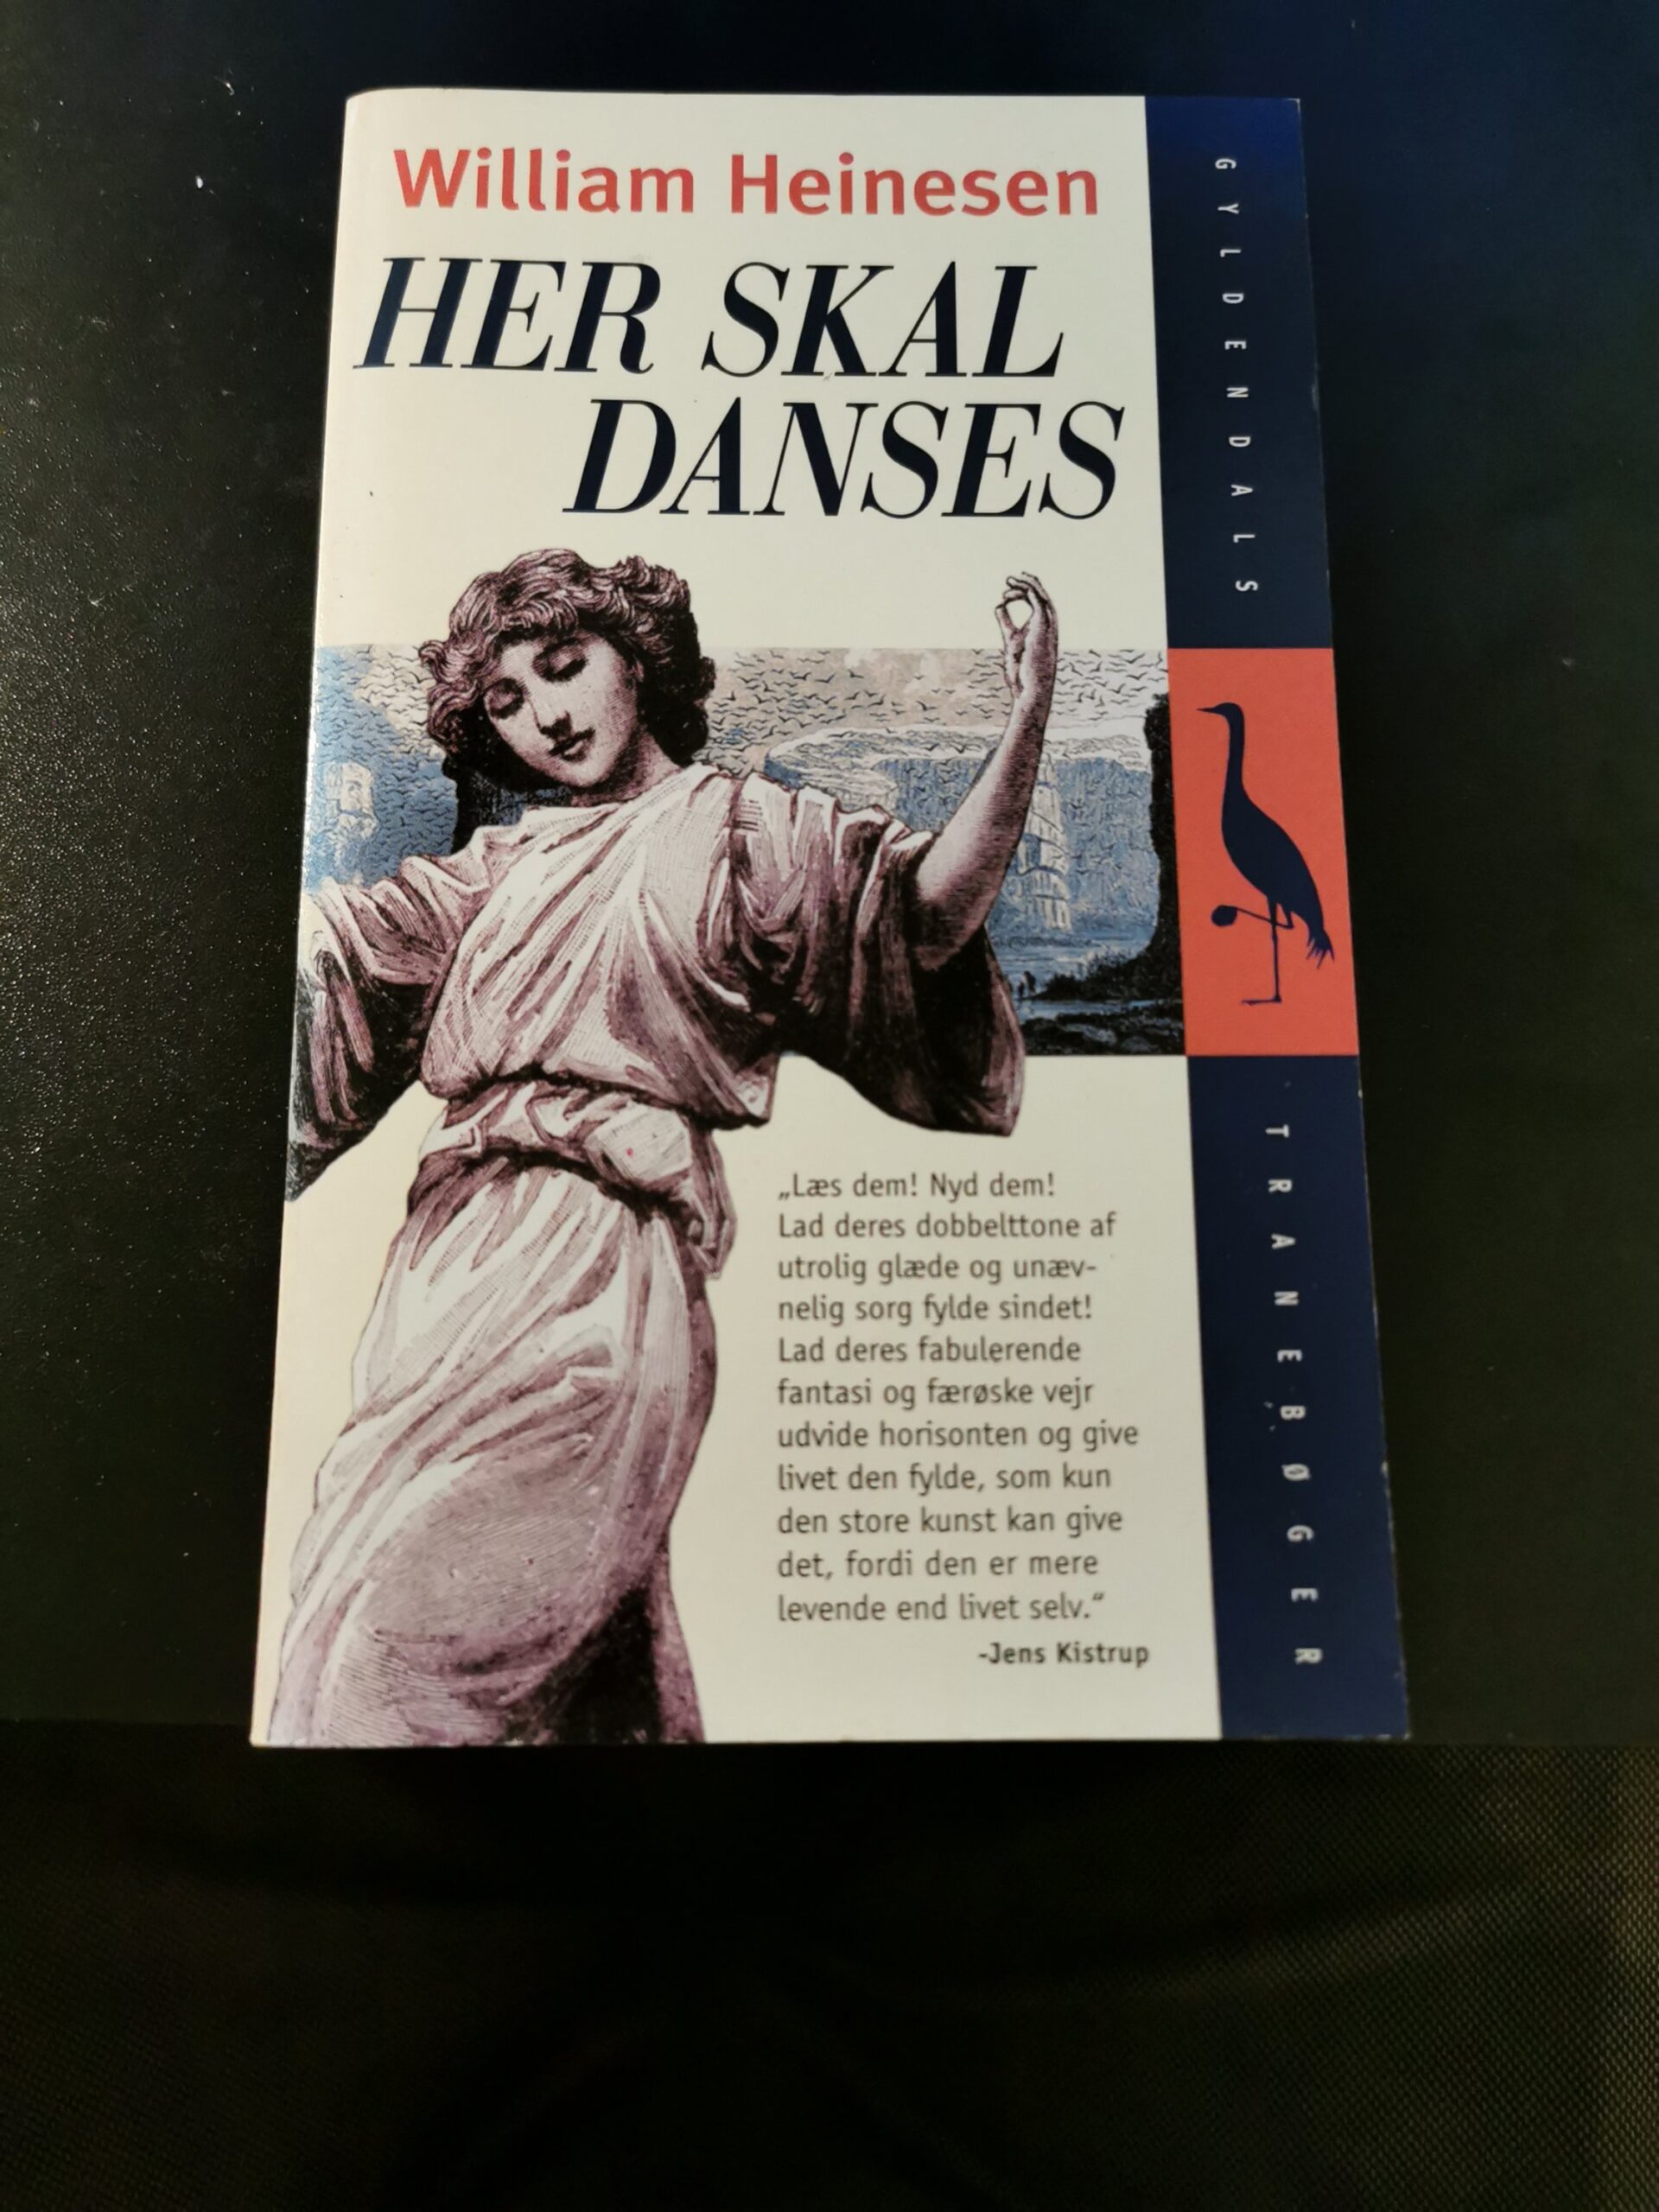 William Heinesen
HER SKAL
DANSES
„Læs dem! Nyd dem!
Lad deres dobbelttone af
utrolig glæde og unæv-
nelig sorg fylde sindet!
Lad deres fabulerende
fantasi og færøske vejr
udvide horisonten og give
livet den fylde, som kun
den store kunst kan give
det, fordi den er mere
levende end livet selv.“
-Jens Kistrup
GYLDENDALS
TRANEBØGER